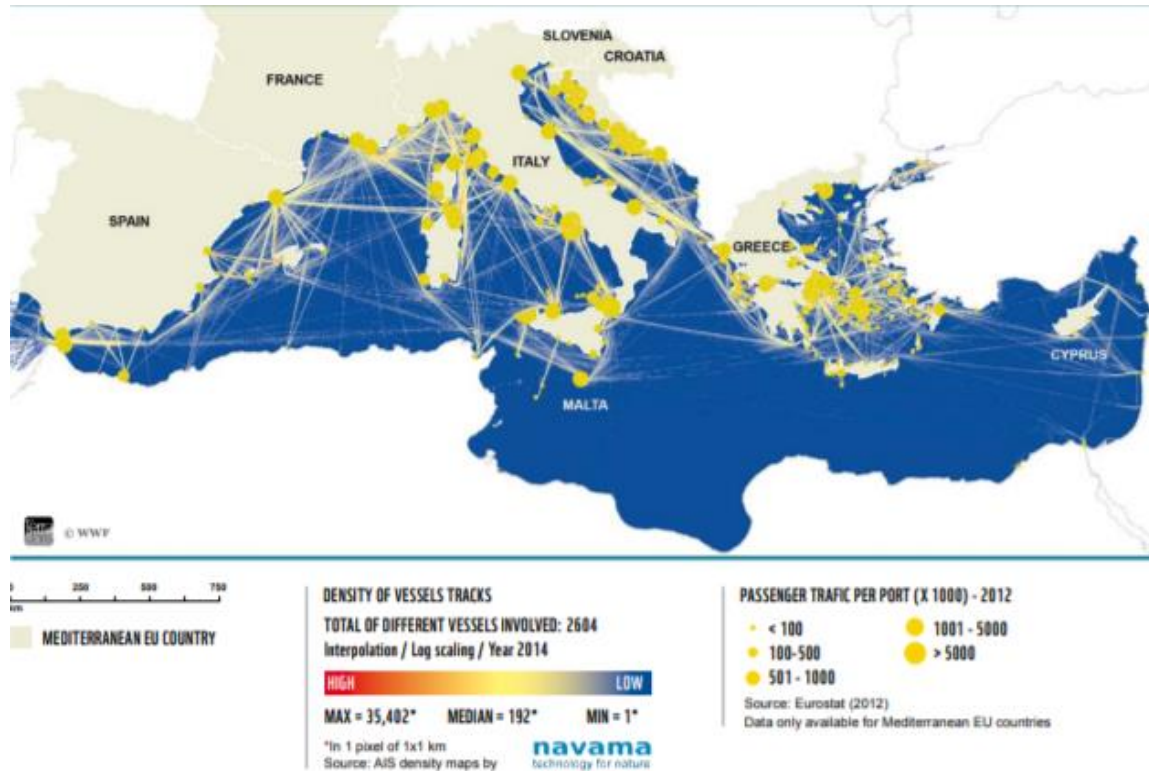 SLOVENIA
CROATIA
FRANCE
ITALY
SPAIN
GREECE
CYPRUS
MALTA
© WWF
250 500 750
MEDITERRANEAN EU COUNTRY
DENSITY OF VESSELS TRACKS
TOTAL OF DIFFERENT VESSELS INVOLVED: 2604
Interpolation / Log scaling / Year 2014
HIGH LOW
MAX = 35,402* MEDIAN = 192* MIN = 1*
*In 1 pixel of 1x1 km
Source: AIS density maps by
navama
technology for nature
PASSENGER TRAFIC PER PORT (X 1000) - 2012
< 100
100-500
501 - 1000
1001 - 5000
> 5000
Source: Eurostat (2012)
Data only available for Mediterranean EU countries